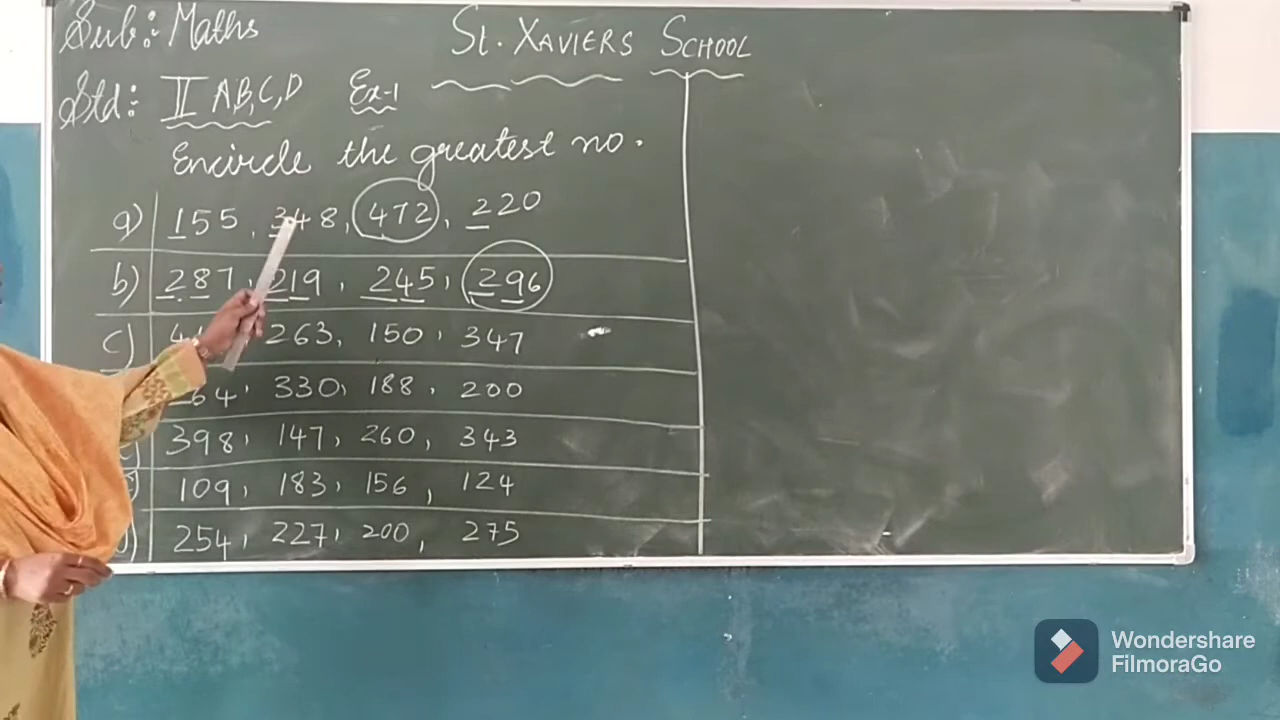 Sub: Maths
St. XAVIERS SCHOOL
Std: II A,B,C,D Ex-1
Encircle the greatest no.
a) 155, 348, 472, 220
b) 287, 219, 245, 296
c) 263, 150, 347
330, 188, 200
398, 147, 260, 343
109, 183, 156, 124
254, 227, 200, 275
Wondershare
FilmoraGo